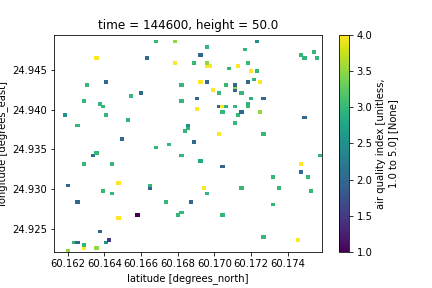 time = 144600, height = 50.0
4.0
24.945
3.5
24.940
3.0
24.935
2.5
24.930
2.0
24.925
1.5
1.0
60.162 60.164 60.166 60.168 60.170 60.172 60.174
latitude [degrees_north]
longitude [degrees_east]
air quality index [unitless,
1.0 to 5.0] [None]